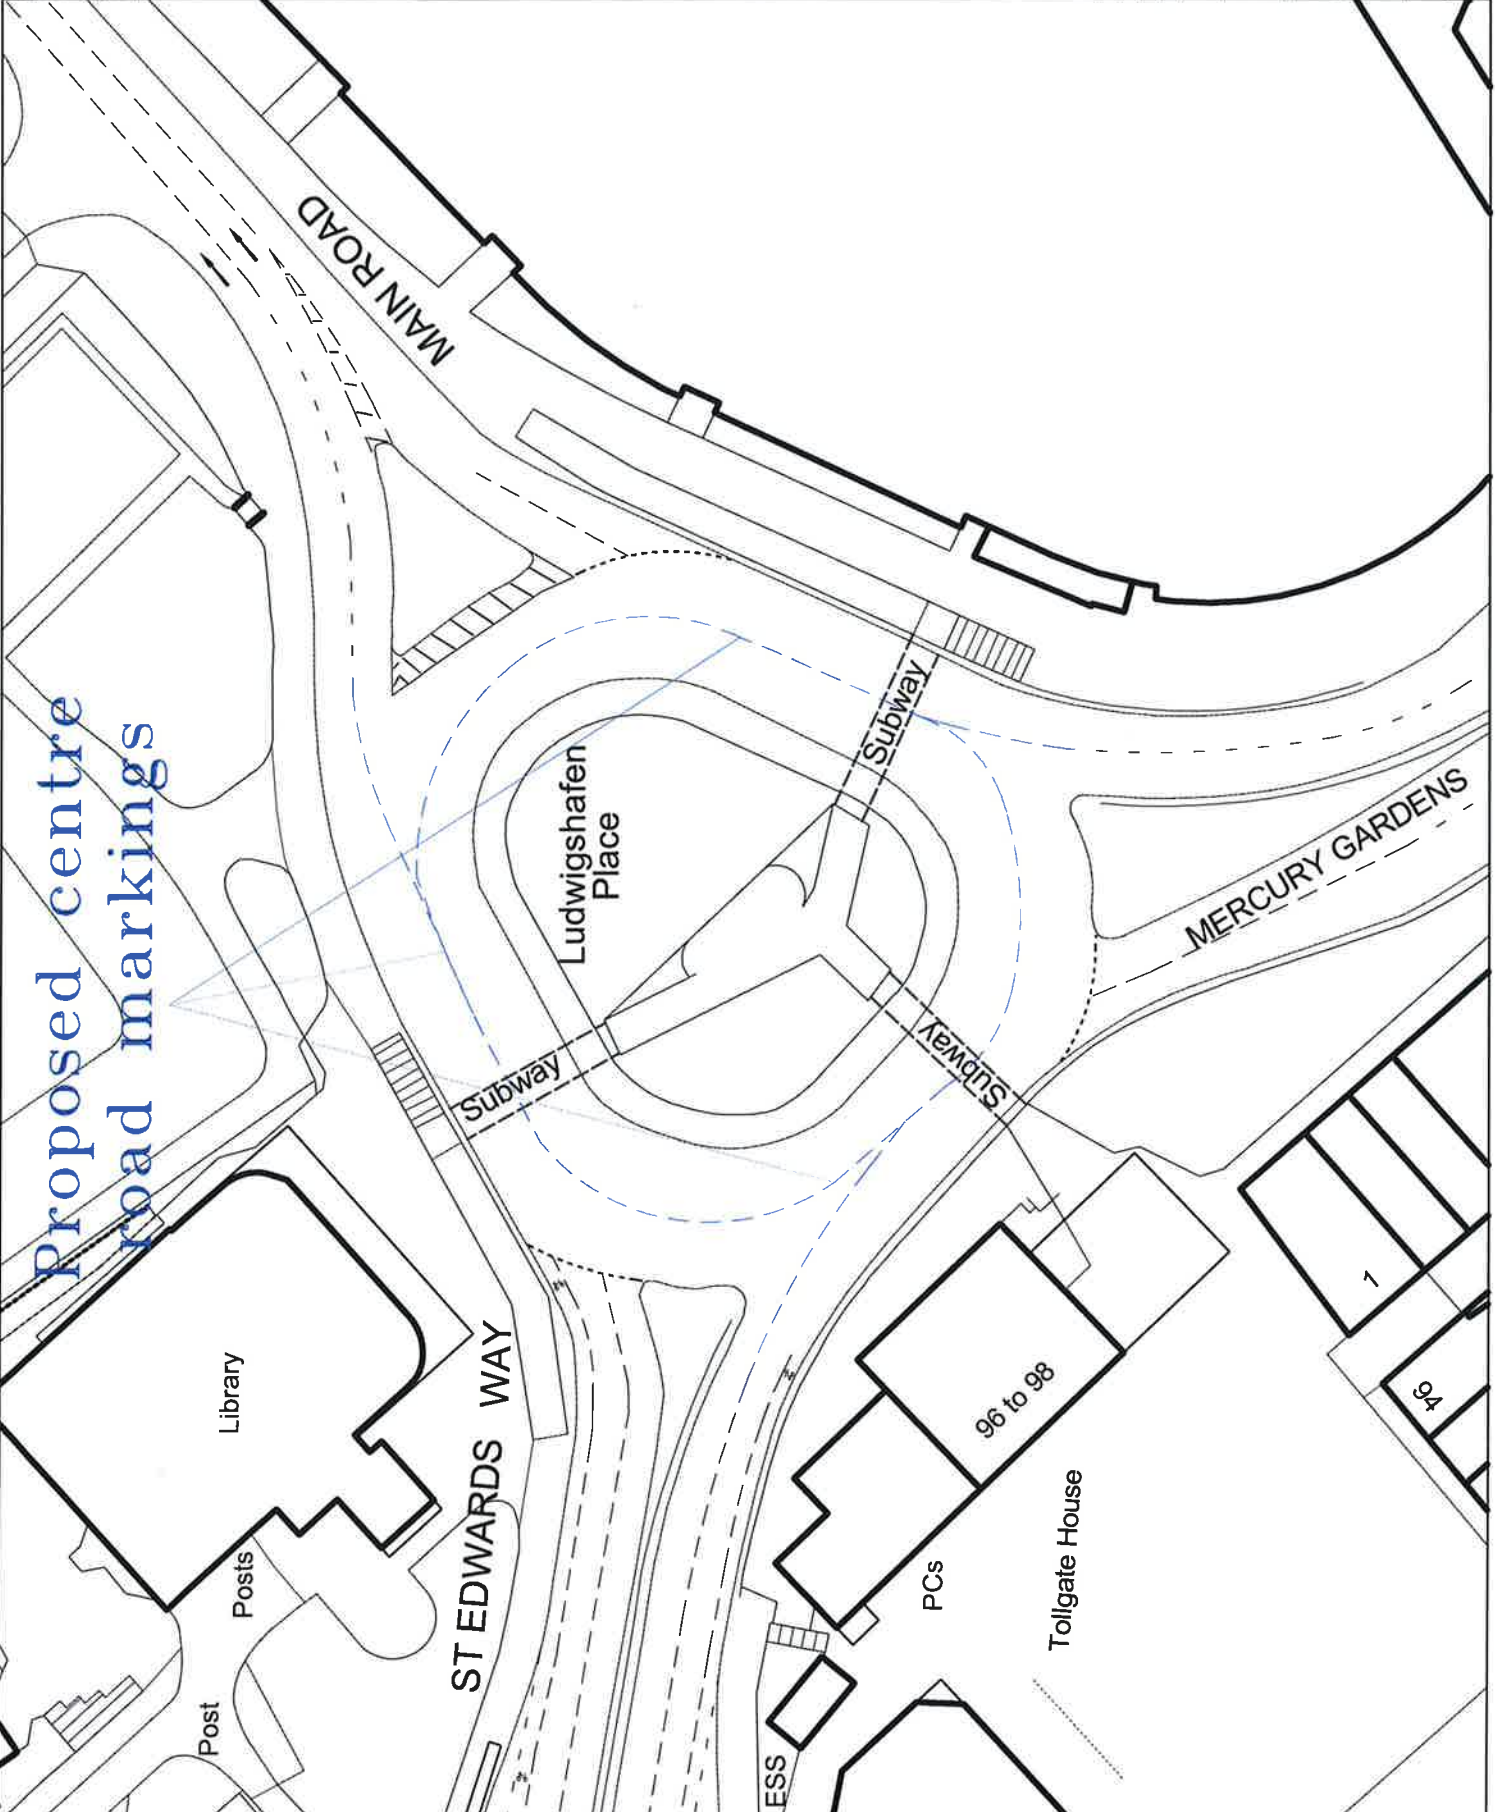 Proposed centre
road markings
MAIN ROAD
Ludwigshafen
Place
Subway
Subway
Subway
MERCURY GARDENS
ST EDWARDS WAY
Library
Posts
Post
96 to 98
PCs
Tollgate House
1
94
ESS